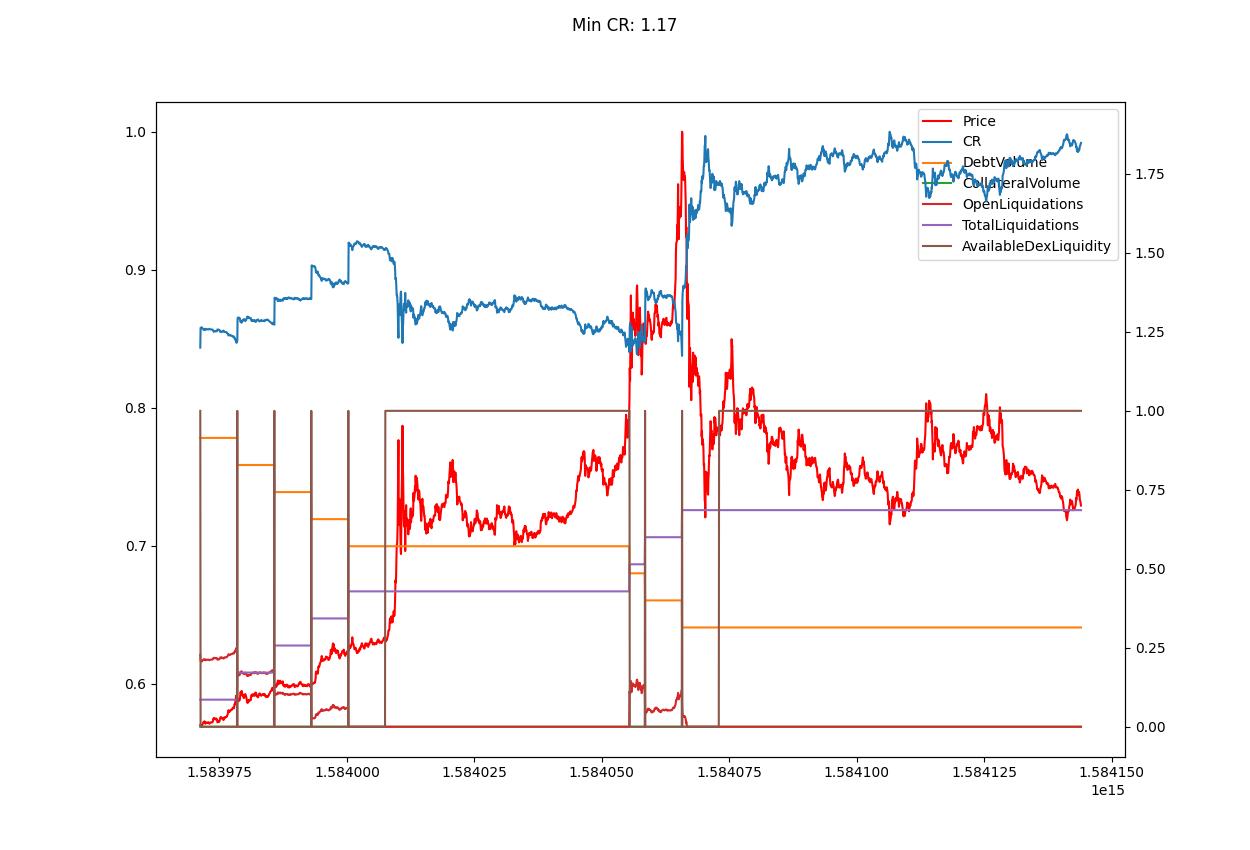 Min CR: 1.17
1.0
0.9
0.8
0.7
0.6
Price
CR
DebtVolume
CollateralVolume
OpenLiquidations
TotalLiquidations
AvailableDexLiquidity
1.75
1.50
1.25
1.00
0.75
0.50
0.25
0.00
1.583975 1.584000 1.584025 1.584050 1.584075 1.584100 1.584125 1.584150
1e15